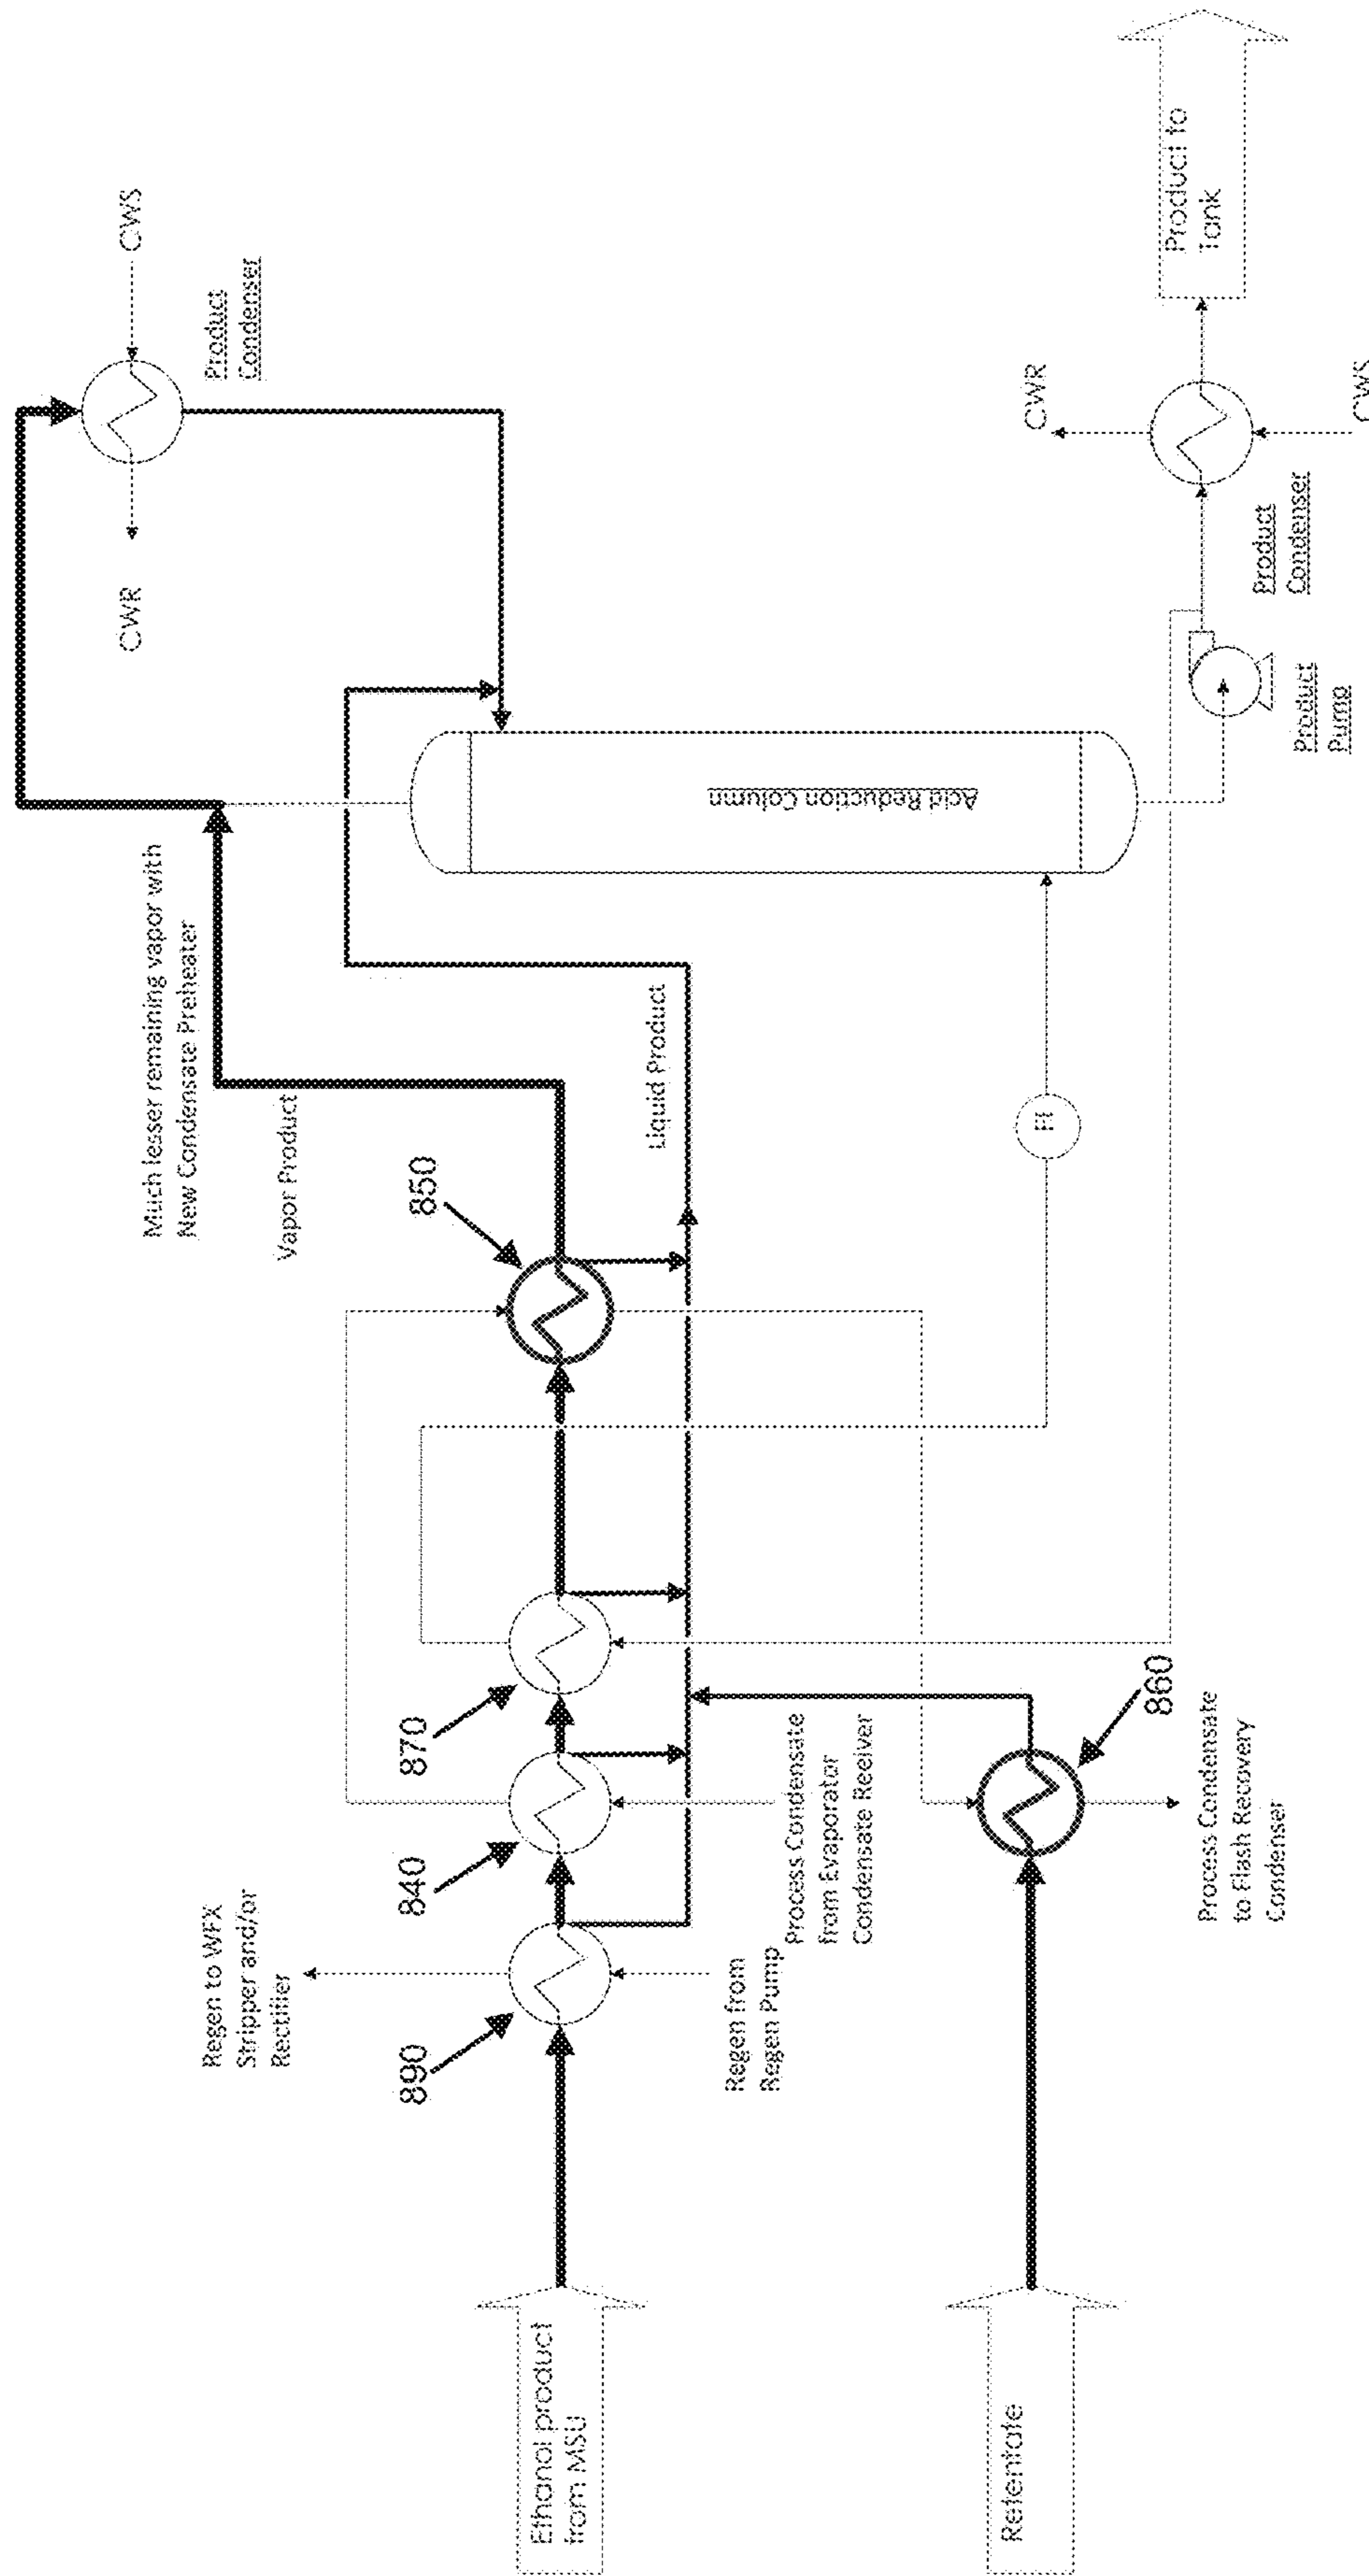 CWR
CWS
Much lesser remaining vapor with
New Condensate Preheater
Product
Condenser
Vapor Product
Regen to WFX
Stripper and/or
Rectifier
890
840
870
850
Ethanol product
from MSU
Liquid Product
Regen from
Regen Pump
Process Condensate
from Evaporator
Condensate Reeiver
Acid Reduction Column
Retentate
860
Process Condensate
to Flash Recovery
Condenser
CWR
Product to
Tank
Product
Pump
Product
Condenser
CWS